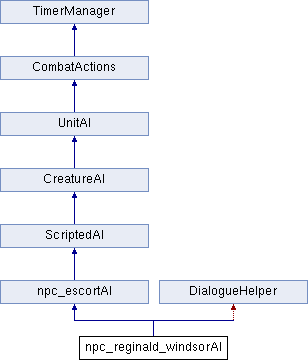 TimerManager
CombatActions
UnitAI
CreatureAI
ScriptedAI
npc_escortAI
DialogueHelper
npc_reginald_windsorAI